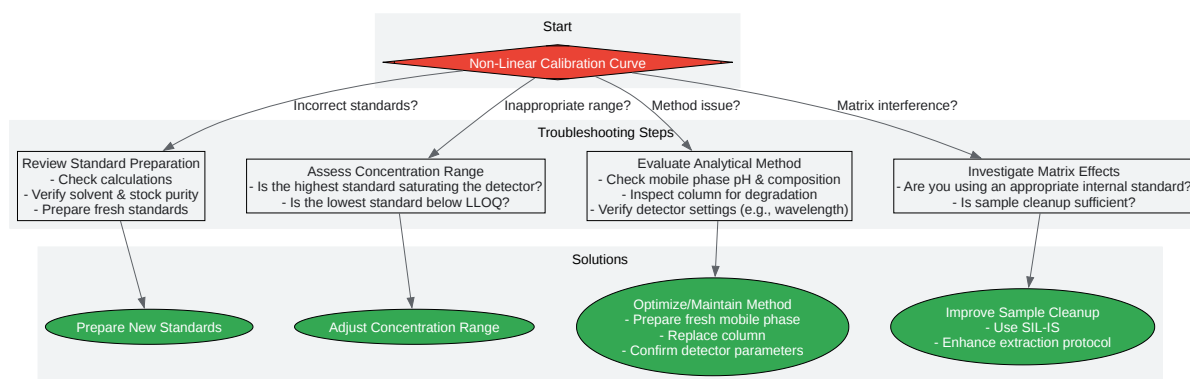 Start
Non-Linear Calibration Curve
Incorrect standards?
Inappropriate range?
Method issue?
Matrix interference?
Troubleshooting Steps
Review Standard Preparation
- Check calculations
- Verify solvent & stock purity
- Prepare fresh standards
Assess Concentration Range
- Is the highest standard saturating the detector?
- Is the lowest standard below LLOQ?
Evaluate Analytical Method
- Check mobile phase pH & composition
- Inspect column for degradation
- Verify detector settings (e.g., wavelength)
Investigate Matrix Effects
- Are you using an appropriate internal standard?
- Is sample cleanup sufficient?
Solutions
Prepare New Standards
Adjust Concentration Range
Optimize/Maintain Method
- Prepare fresh mobile phase
- Replace column
- Confirm detector parameters
Improve Sample Cleanup
- Use SIL-IS
- Enhance extraction protocol